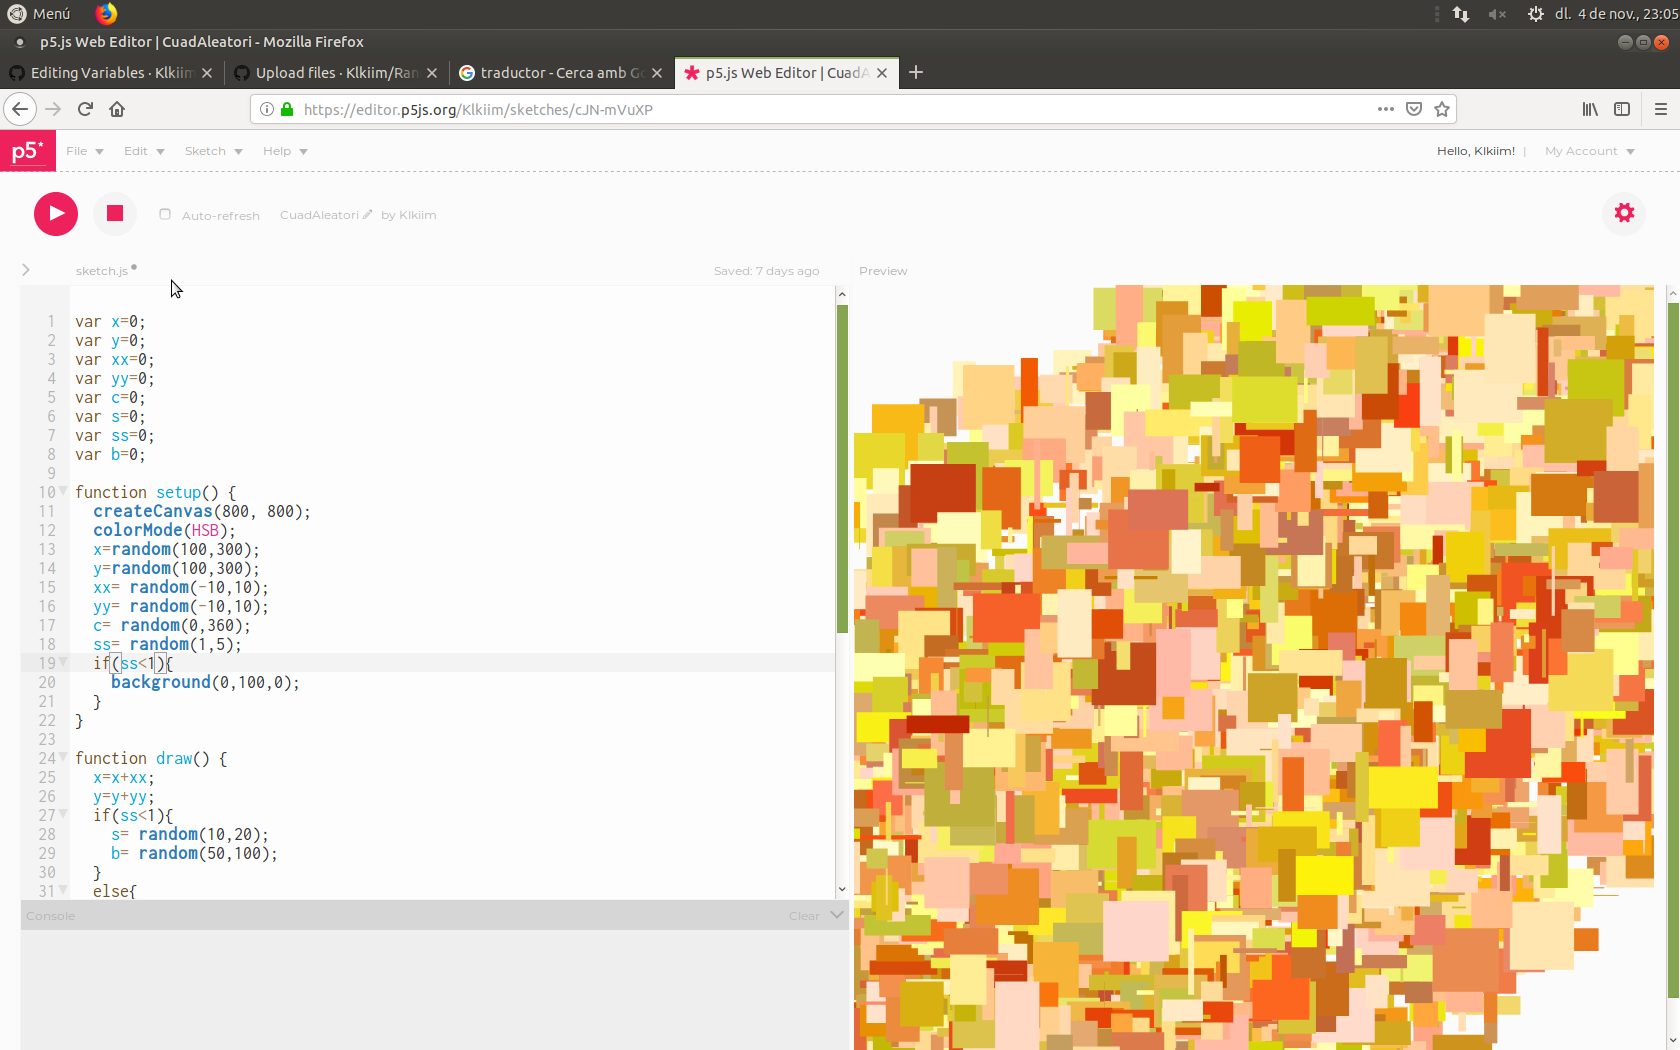 Menú
dl. 4 de nov., 23:05
p5.js Web Editor | CuadAleatori - Mozilla Firefox
Editing Variables · Klkiim
Upload files · Klkiim/Ran
traductor - Cerca amb Go
p5.js Web Editor | CuadA
https://editor.p5js.org/Klkiim/sketches/cJN-mVuXP
p5*
File
Edit
Sketch
Help
Hello, Klkiim! |
My Account
Auto-refresh
CuadAleatori
by Klkiim
sketch.js
Saved: 7 days ago
Preview
1 var x=0;
2 var y=0;
3 var xx=0;
4 var yy=0;
5 var c=0;
6 var s=0;
7 var ss=0;
8 var b=0;
9
10 function setup() {
11 createCanvas(800, 800);
12 colorMode(HSB);
13 x=random(100,300);
14 y=random(100,300);
15 xx= random(-10,10);
16 yy= random(-10,10);
17 c= random(0,360);
18 ss= random(1,5);
19 if(ss<1){
20 background(0,100,0);
21 }
22 }
23
24 function draw() {
25 x=x+xx;
26 y=y+yy;
27 if(ss<1){
28 s= random(10,20);
29 b= random(50,100);
30 }
31 else{
Console
Clear